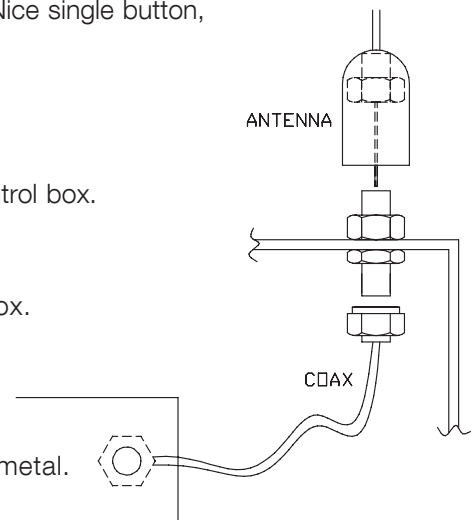 Nice single button,
ANTENNA
trol box.
ox.
COAX
metal.